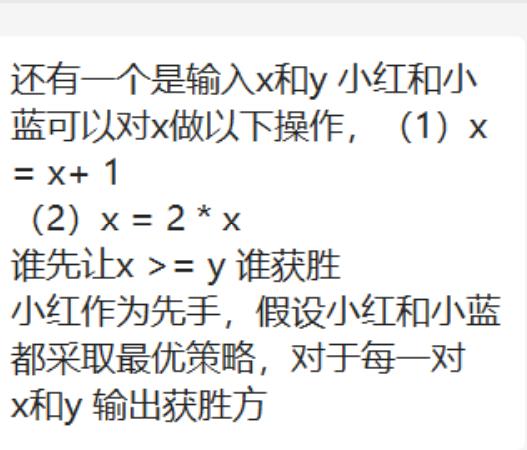 还有一个是输入x和y 小红和小
蓝可以对x做以下操作，（1）x
= x+ 1
（2）x = 2 * x
谁先让x >= y 谁获胜
小红作为先手，假设小红和小蓝
都采取最优策略，对于每一对
x和y 输出获胜方